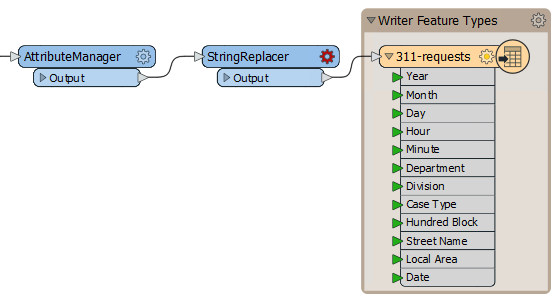 AttributeManager
Output
StringReplacer
Output
Writer Feature Types
311-requests
Year
Month
Day
Hour
Minute
Department
Division
Case Type
Hundred Block
Street Name
Local Area
Date